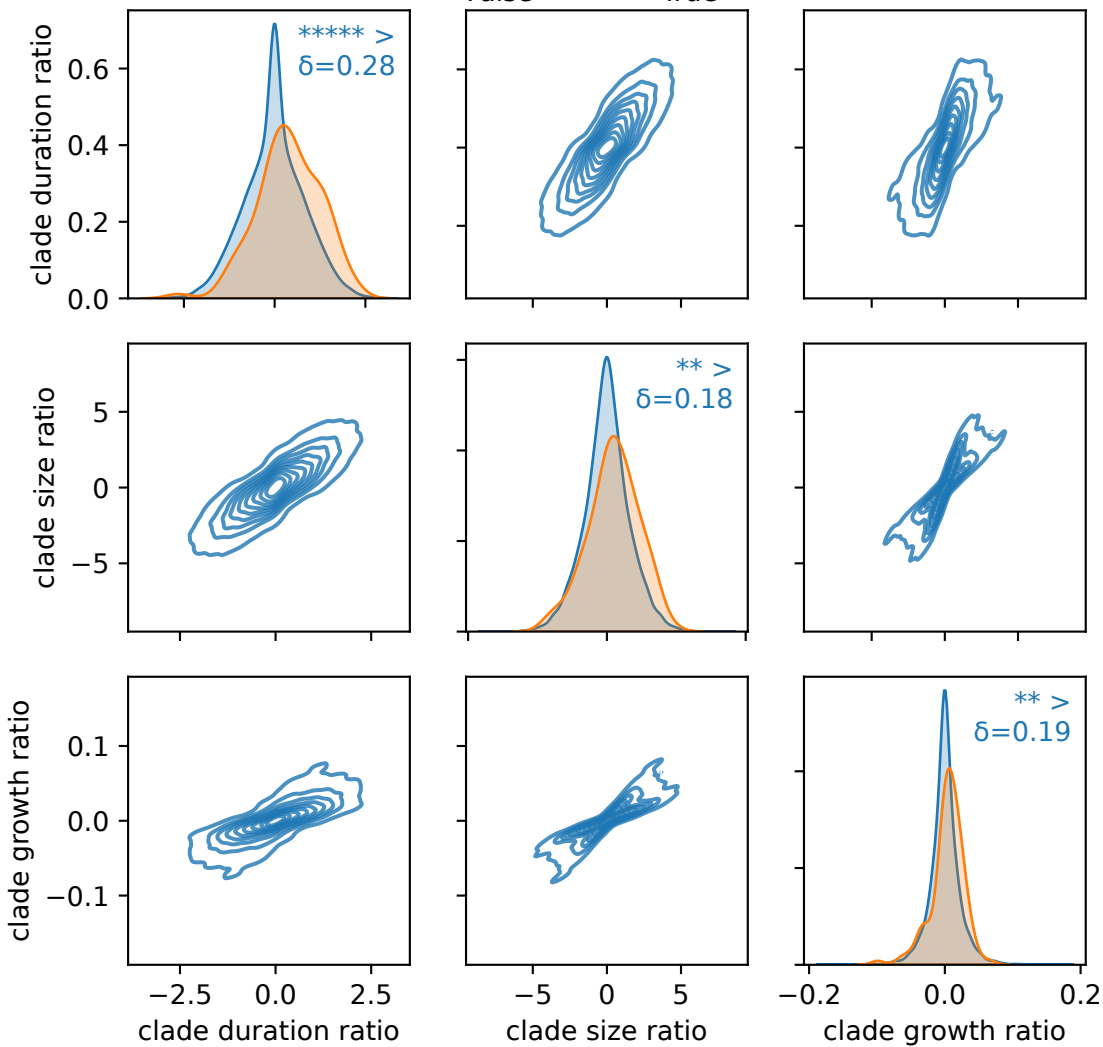 clade duration ratio
0.6
0.4
0.2
0.0
***** >
δ=0.28
clade size ratio
5
0
−5
** >
δ=0.18
clade growth ratio
0.1
0.0
−0.1
** >
δ=0.19
−2.5 0.0 2.5
−5 0 5
−0.2 0.0 0.2
clade duration ratio
clade size ratio
clade growth ratio